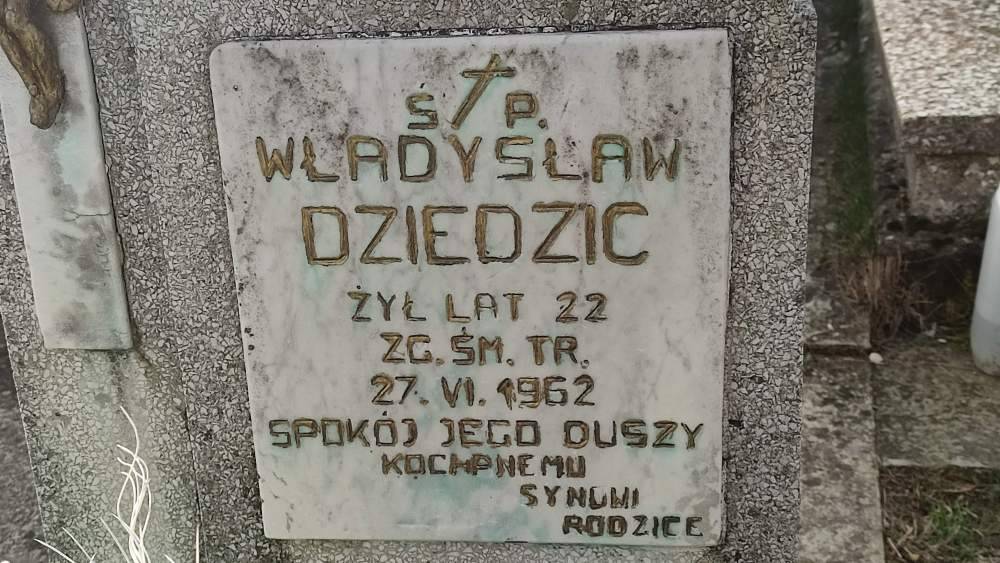 Ś † P.
WŁADYSŁAW
DZIEDZIC
ŻYŁ LAT 22
ZG. ŚM. TR.
27. VI. 1962
SPOKÓJ JEGO DUSZY
KOCHANEMU
SYNOWI
RODZICE